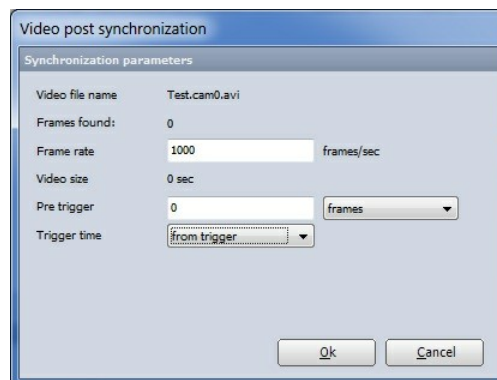 Video post synchronization
Synchronization parameters
Video file name Test.cam0.avi
Frames found: 0
Frame rate 1000 frames/sec
Video size 0 sec
Pre trigger 0 frames
Trigger time from trigger
Ok Cancel